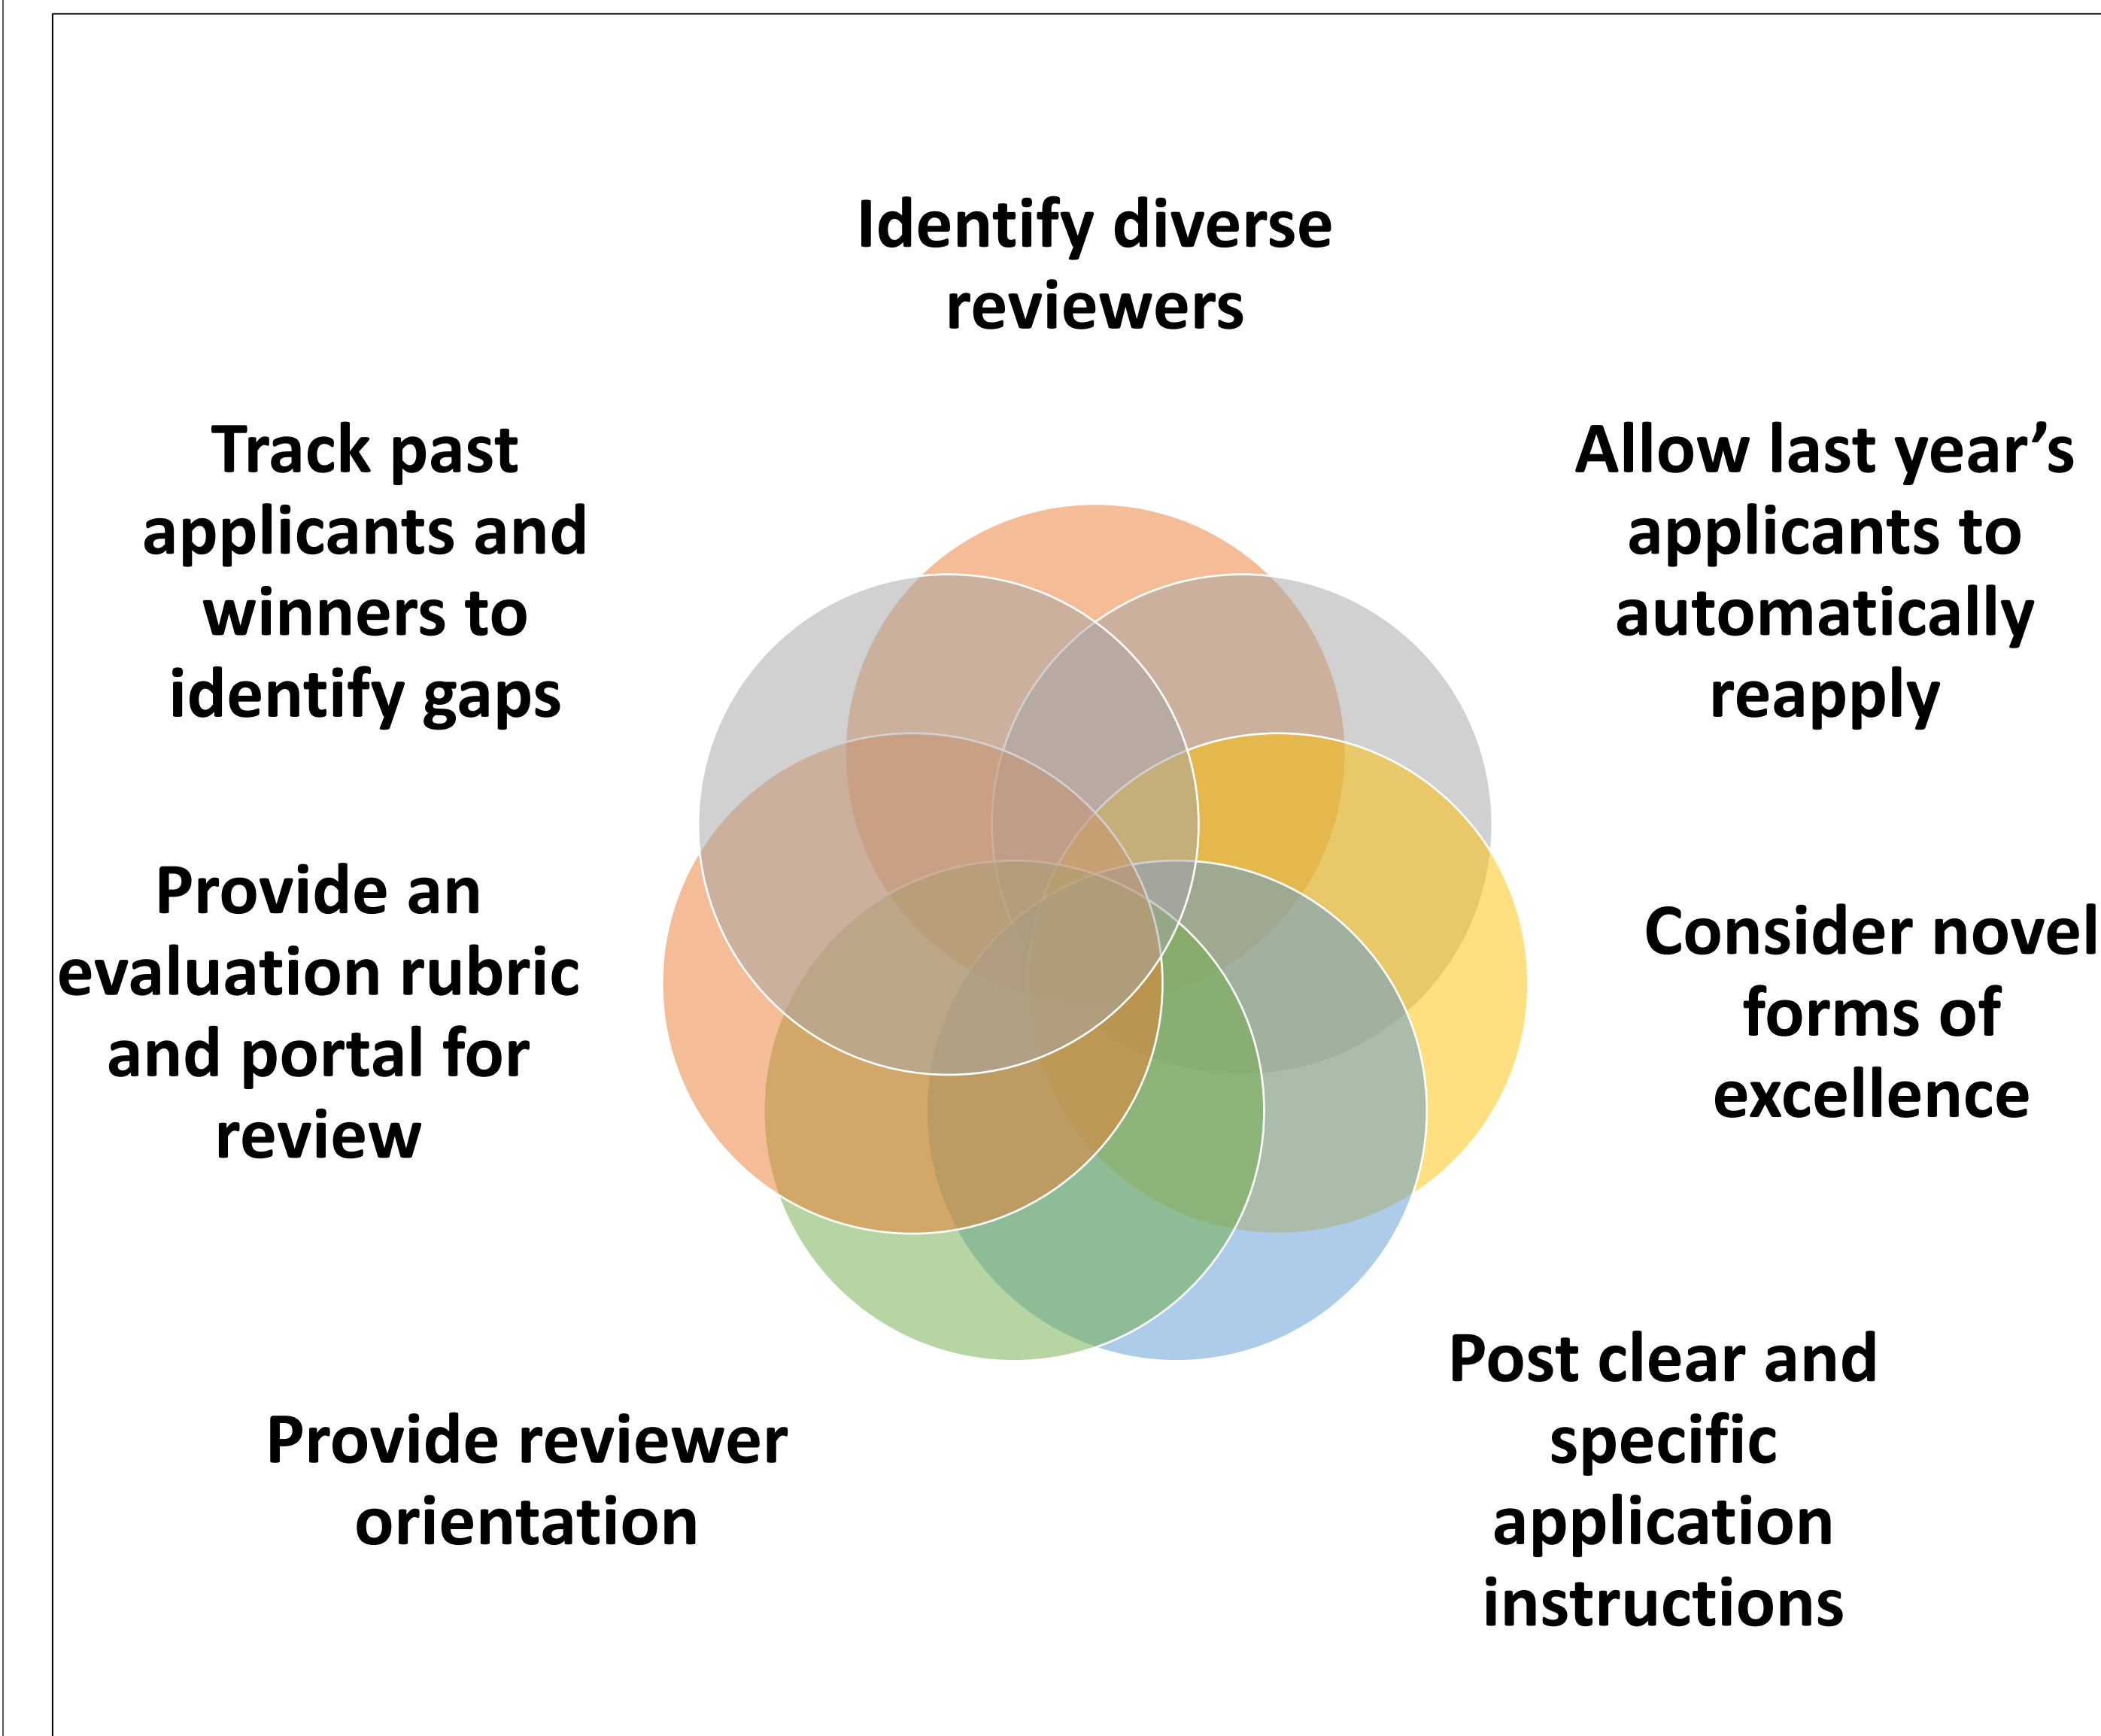 Identify diverse
reviewers
Allow last year’s
applicants to
automatically
reapply
Consider novel
forms of
excellence
Post clear and
specific
application
instructions
Provide reviewer
orientation
Provide an
evaluation rubric
and portal for
review
Track past
applicants and
winners to
identify gaps